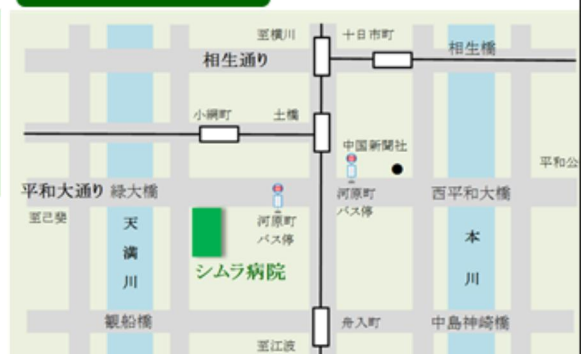 至横川
十日市町
相生橋
相生通り
小網町
土橋
中国新聞社
平和公
平和大通り
緑大橋
河原町
バス停
西平和大橋
至己斐
河原町
バス停
天満川
本川
シムラ病院
観船橋
舟入町
中島神崎橋
至江波